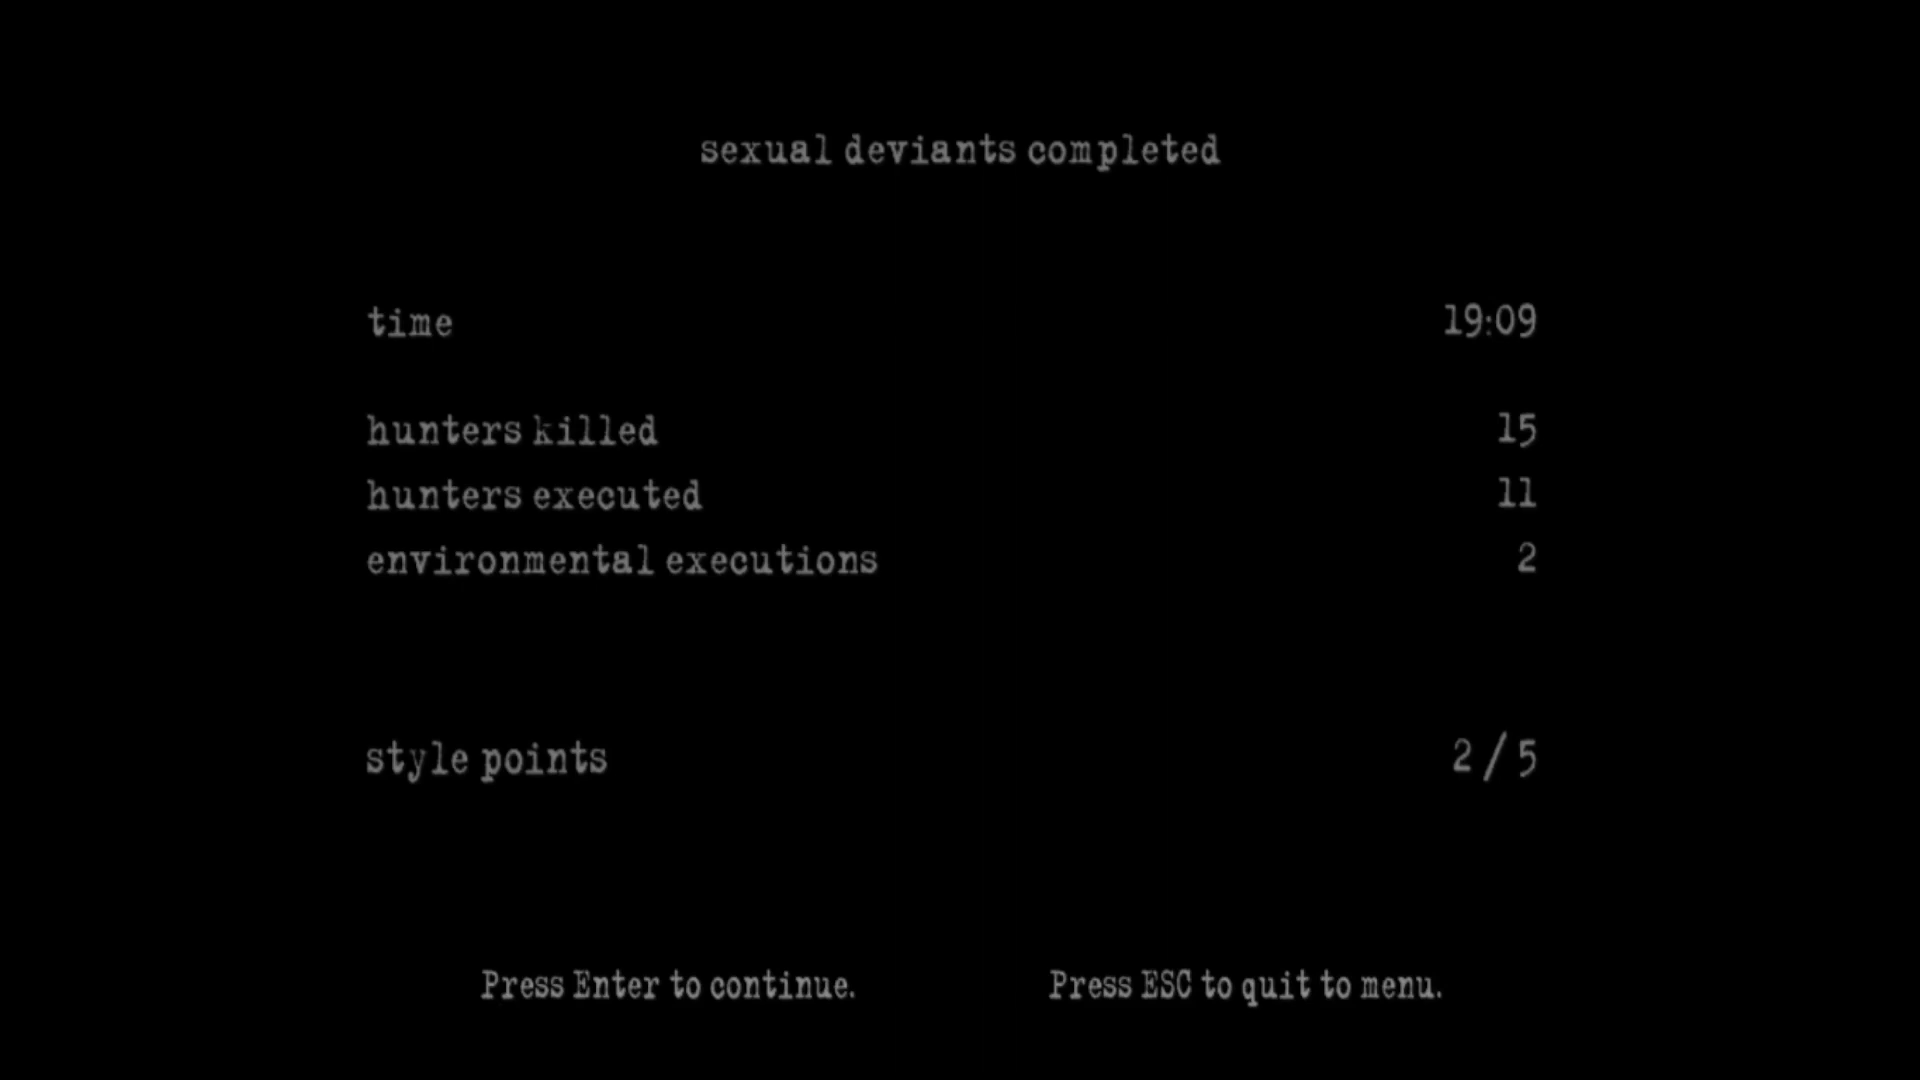 sexual deviants completed
time 19:09
hunters killed 15
hunters executed 11
environmental executions 2
style points 2 / 5
Press Enter to continue. Press ESC to quit to menu.